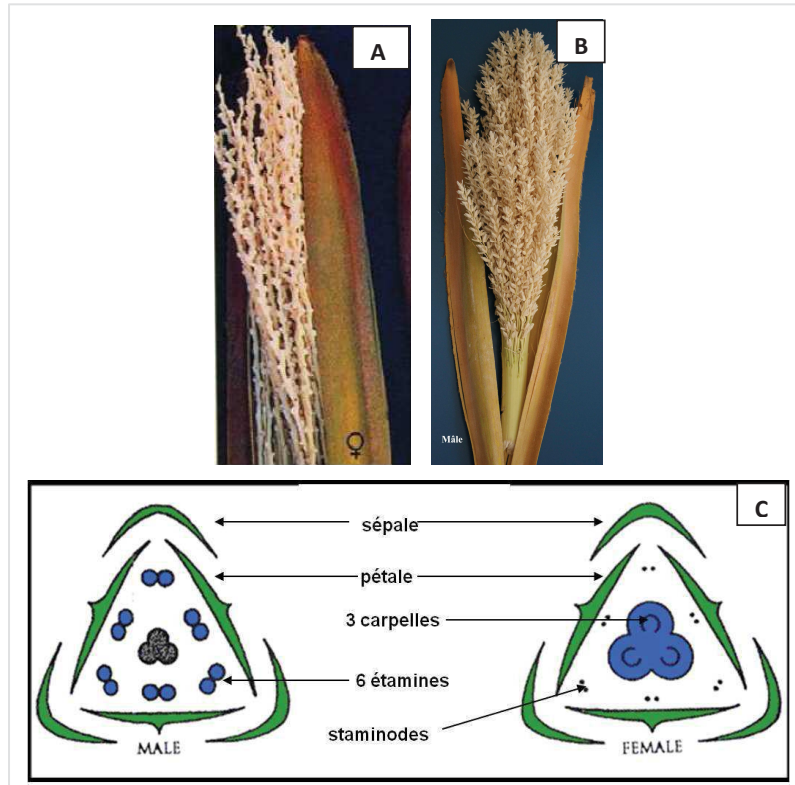 A
B
♀
Mâle
C
sépale
pétale
3 carpelles
6 étamines
staminodes
MALE
FEMALE